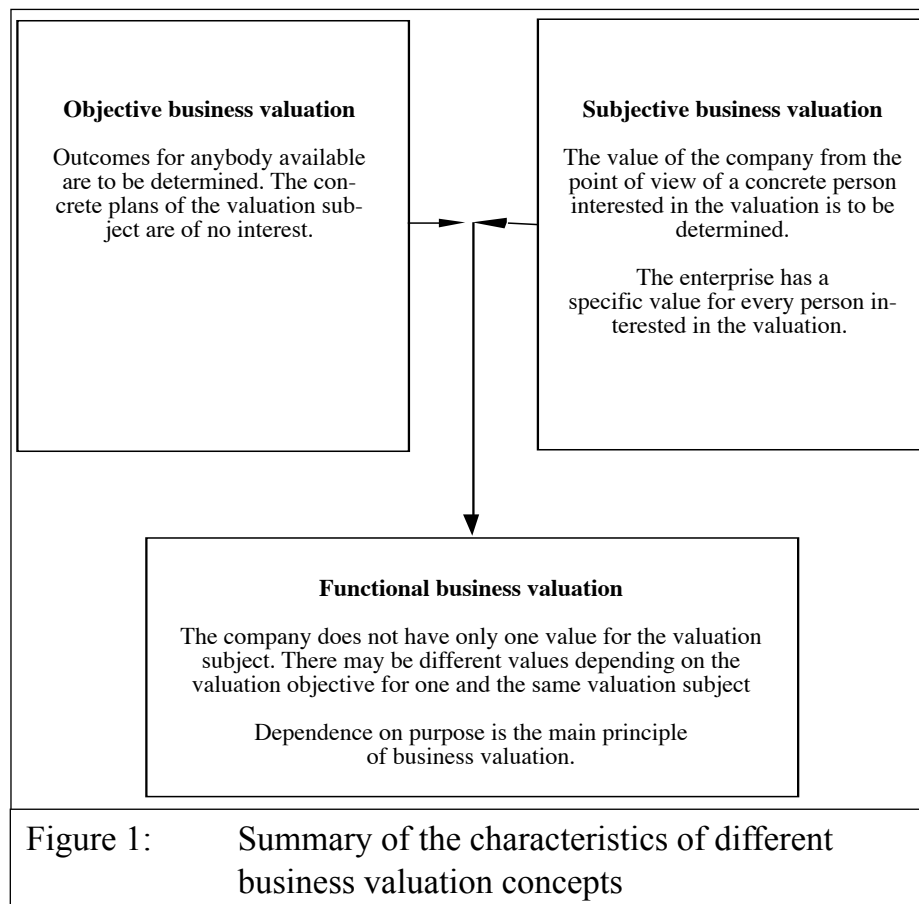 Objective business valuation
Outcomes for anybody available
are to be determined. The con-
crete plans of the valuation sub-
ject are of no interest.
Subjective business valuation
The value of the company from the
point of view of a concrete person
interested in the valuation is to be
determined.
The enterprise has a
specific value for every person in-
terested in the valuation.
Functional business valuation
The company does not have only one value for the valuation
subject. There may be different values depending on the
valuation objective for one and the same valuation subject
Dependence on purpose is the main principle
of business valuation.
Figure 1: Summary of the characteristics of different
business valuation concepts